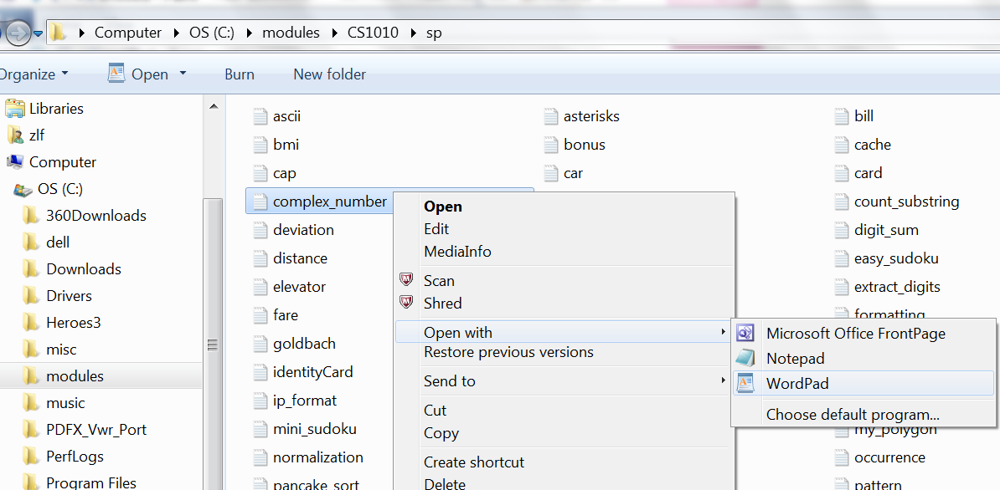 Computer OS (C:) modules CS1010 sp
Organize Open Burn New folder
Libraries
zlf
Computer
OS (C:)
360Downloads
dell
Downloads
Drivers
Heroes3
misc
modules
music
PDFX_Vwr_Port
PerfLogs
Program Files
ascii
bmi
cap
complex_number
deviation
distance
elevator
fare
goldbach
identityCard
ip_format
mini_sudoku
normalization
pancake_sort
asterisks
bonus
car
bill
cache
card
count_substring
digit_sum
easy_sudoku
extract_digits
formatting
my_polygon
occurrence
pattern
Open
Edit
MediaInfo
Scan
Shred
Open with
Restore previous versions
Send to
Cut
Copy
Create shortcut
Delete
Microsoft Office FrontPage
Notepad
WordPad
Choose default program...